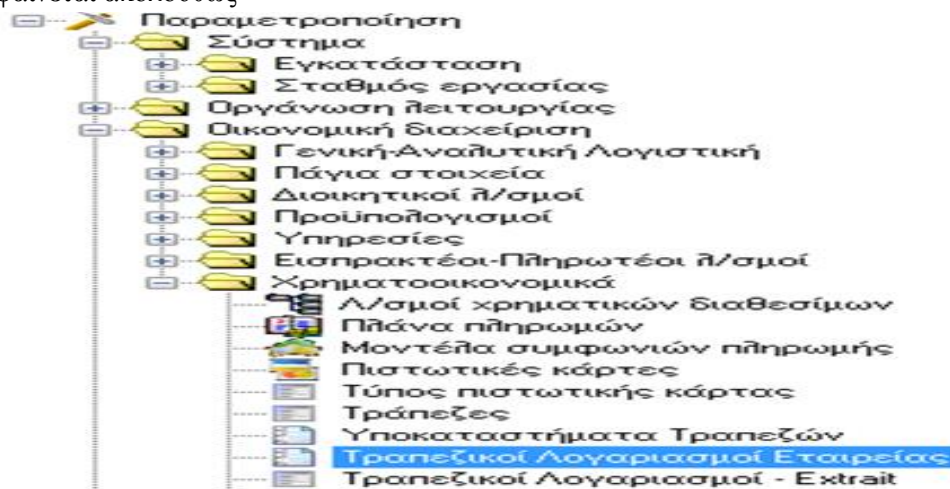 φαίνεται ακολούθως
Παραμετροποίηση
Σύστημα
Εγκατάσταση
Σταθμός εργασίας
Οργάνωση λειτουργίας
Οικονομική διαχείριση
Γενική-Αναλυτική Λογιστική
Πάγια στοιχεία
Διοικητικοί λ/σμοί
Προϋπολογισμοί
Υπηρεσίες
Εισπρακτέοι-Πληρωτέοι λ/σμοί
Χρηματοοικονομικά
Λ/σμοί χρηματικών διαθεσίμων
Πλάνα πληρωμών
Μοντέλα συμφωνιών πληρωμής
Πιστωτικές κάρτες
Τύπος πιστωτικής κάρτας
Τράπεζες
Υποκαταστήματα Τραπεζών
Τραπεζικοί Λογαριασμοί Εταιρείας
Τραπεζικοί Λογαριασμοί - Extrait